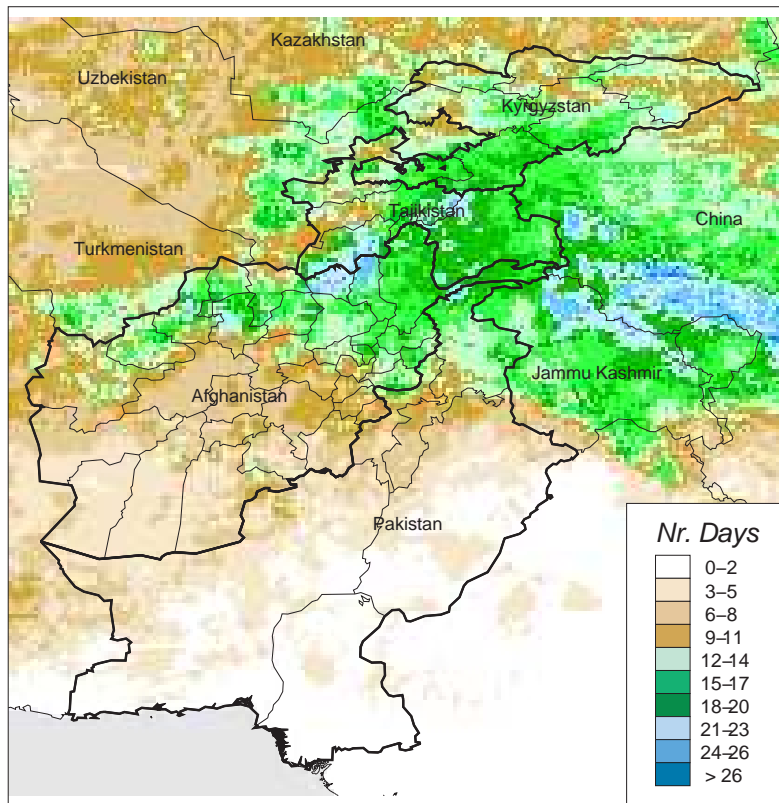 Kazakhstan
Uzbekistan
Kyrgyzstan
Tajikistan
China
Turkmenistan
Jammu Kashmir
Afghanistan
Pakistan
Nr. Days
0–2
3–5
6–8
9–11
12–14
15–17
18–20
21–23
24–26
> 26